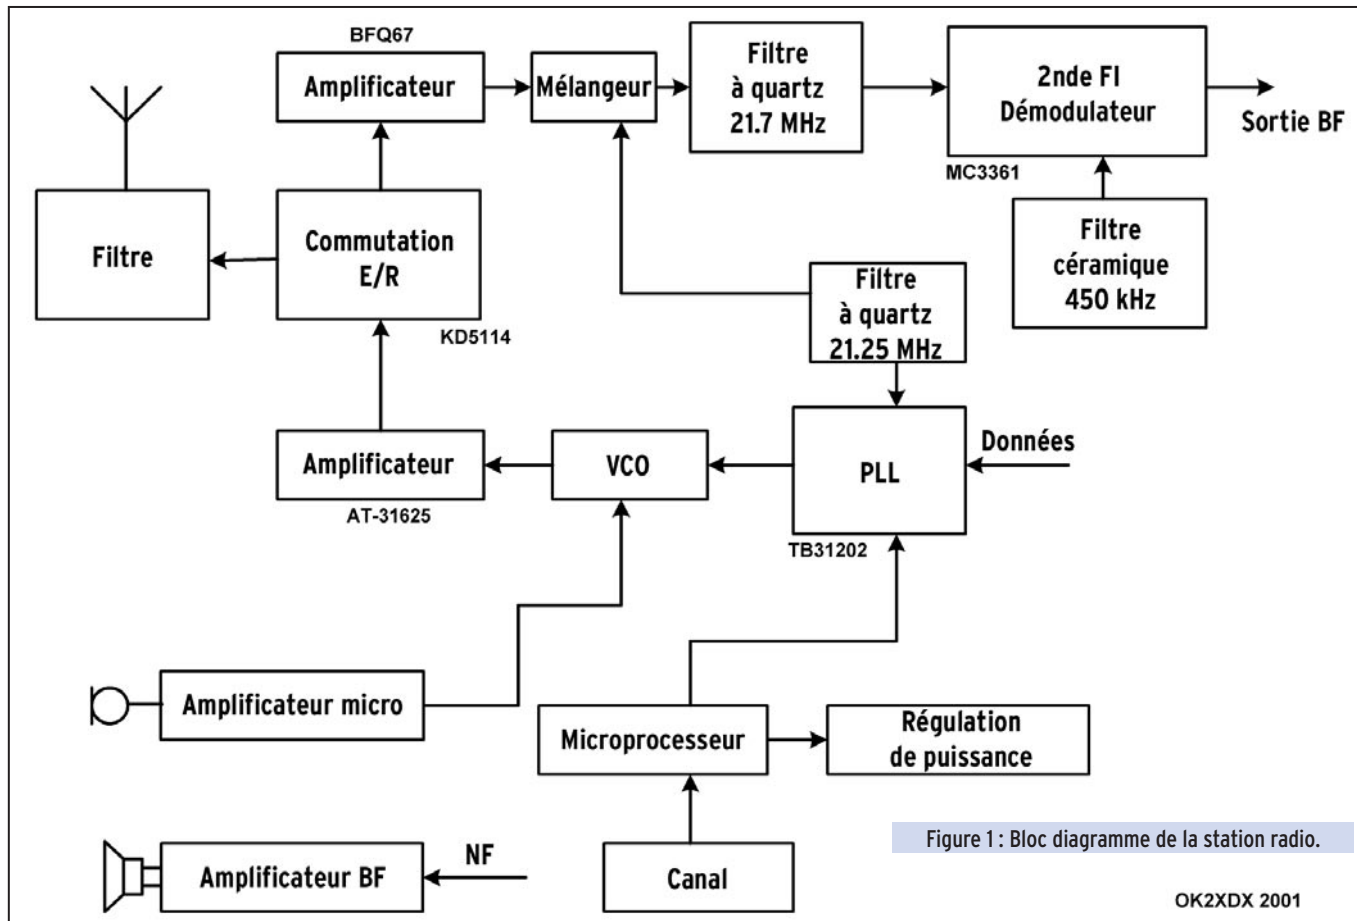 BFQ67
Amplificateur
Mélangeur
Filtre
à quartz
21.7 MHz
2nde FI
Démodulateur
Sortie BF
MC3361
Filtre
Commutation
E/R
KD5114
Filtre
céramique
450 kHz
Filtre
à quartz
21.25 MHz
Amplificateur
AT-31625
VCO
PLL
Données
TB31202
Amplificateur micro
Microprocesseur
Régulation
de puissance
Amplificateur BF
NF
Canal
Figure 1 : Bloc diagramme de la station radio.
OK2XDX 2001